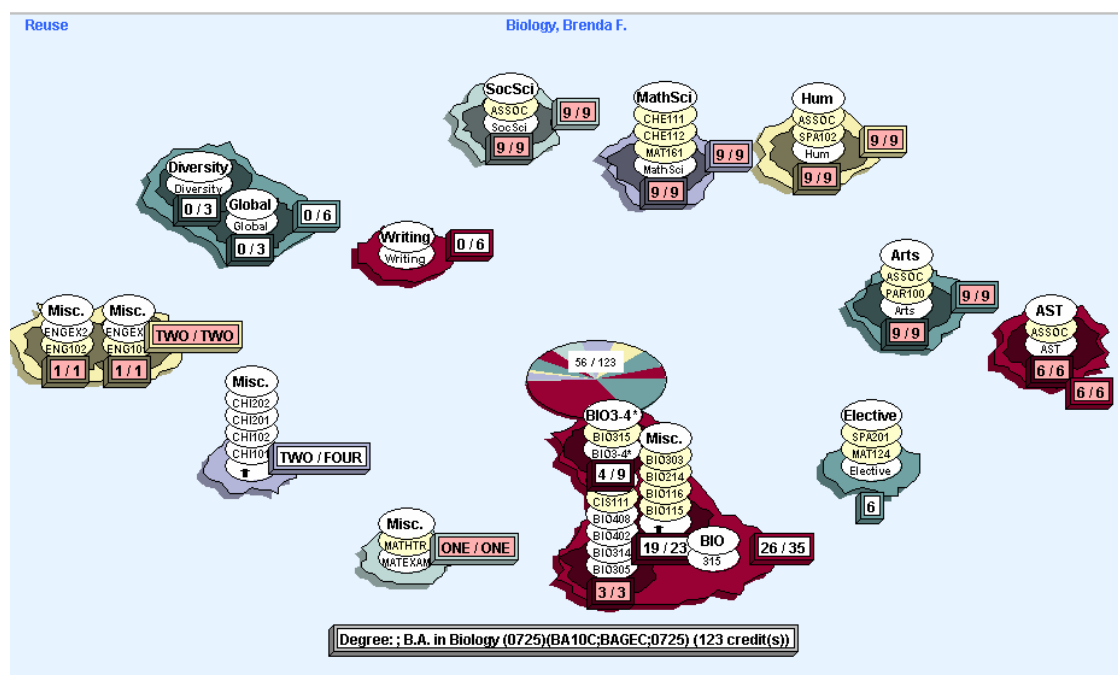 Reuse
Biology, Brenda F.
SocSci
ASSOC
SocSci
9 / 9
9 / 9
MathSci
CHE111
CHE112
MAT161
MathSci
9 / 9
9 / 9
Hum
ASSOC
SPA102
Hum
9 / 9
9 / 9
Diversity
Diversity
0 / 3
Global
Global
0 / 3
0 / 6
Writing
Writing
0 / 6
Arts
ASSOC
PAR100
Arts
9 / 9
9 / 9
AST
ASSOC
AST
6 / 6
6 / 6
Misc.
ENGEX2
ENG102
1 / 1
Misc.
ENGEX
1 / 1
TWO / TWO
Misc.
CHI202
CHI201
CHI102
CHI101
TWO / FOUR
56 / 123
BIO3-4*
BIO315
BIO3-4*
4 / 9
CIS111
BIO408
BIO402
BIO314
BIO305
3 / 3
Misc.
BIO303
BIO214
BIO116
BIO115
19 / 23
BIO
315
26 / 35
Elective
SPA201
MAT124
Elective
6
Misc.
MATHTR
MATEXAM
ONE / ONE
Degree: ; B.A. in Biology (0725)(BA10C;BAGEC;0725) (123 credit(s))